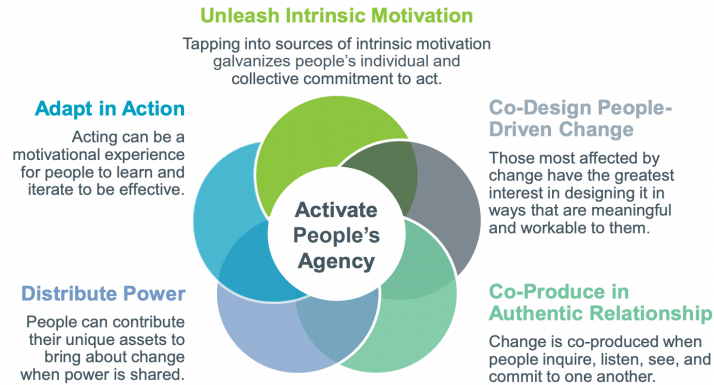 Unleash Intrinsic Motivation
Tapping into sources of intrinsic motivation
galvanizes people's individual and
collective commitment to act.
Adapt in Action
Acting can be a
motivational experience
for people to learn and
iterate to be effective.
Co-Design People-
Driven Change
Those most affected by
change have the greatest
interest in designing it in
ways that are meaningful
and workable to them.
Activate
People's
Agency
Distribute Power
People can contribute
their unique assets to
bring about change
when power is shared.
Co-Produce in
Authentic Relationship
Change is co-produced when
people inquire, listen, see, and
commit to one another.